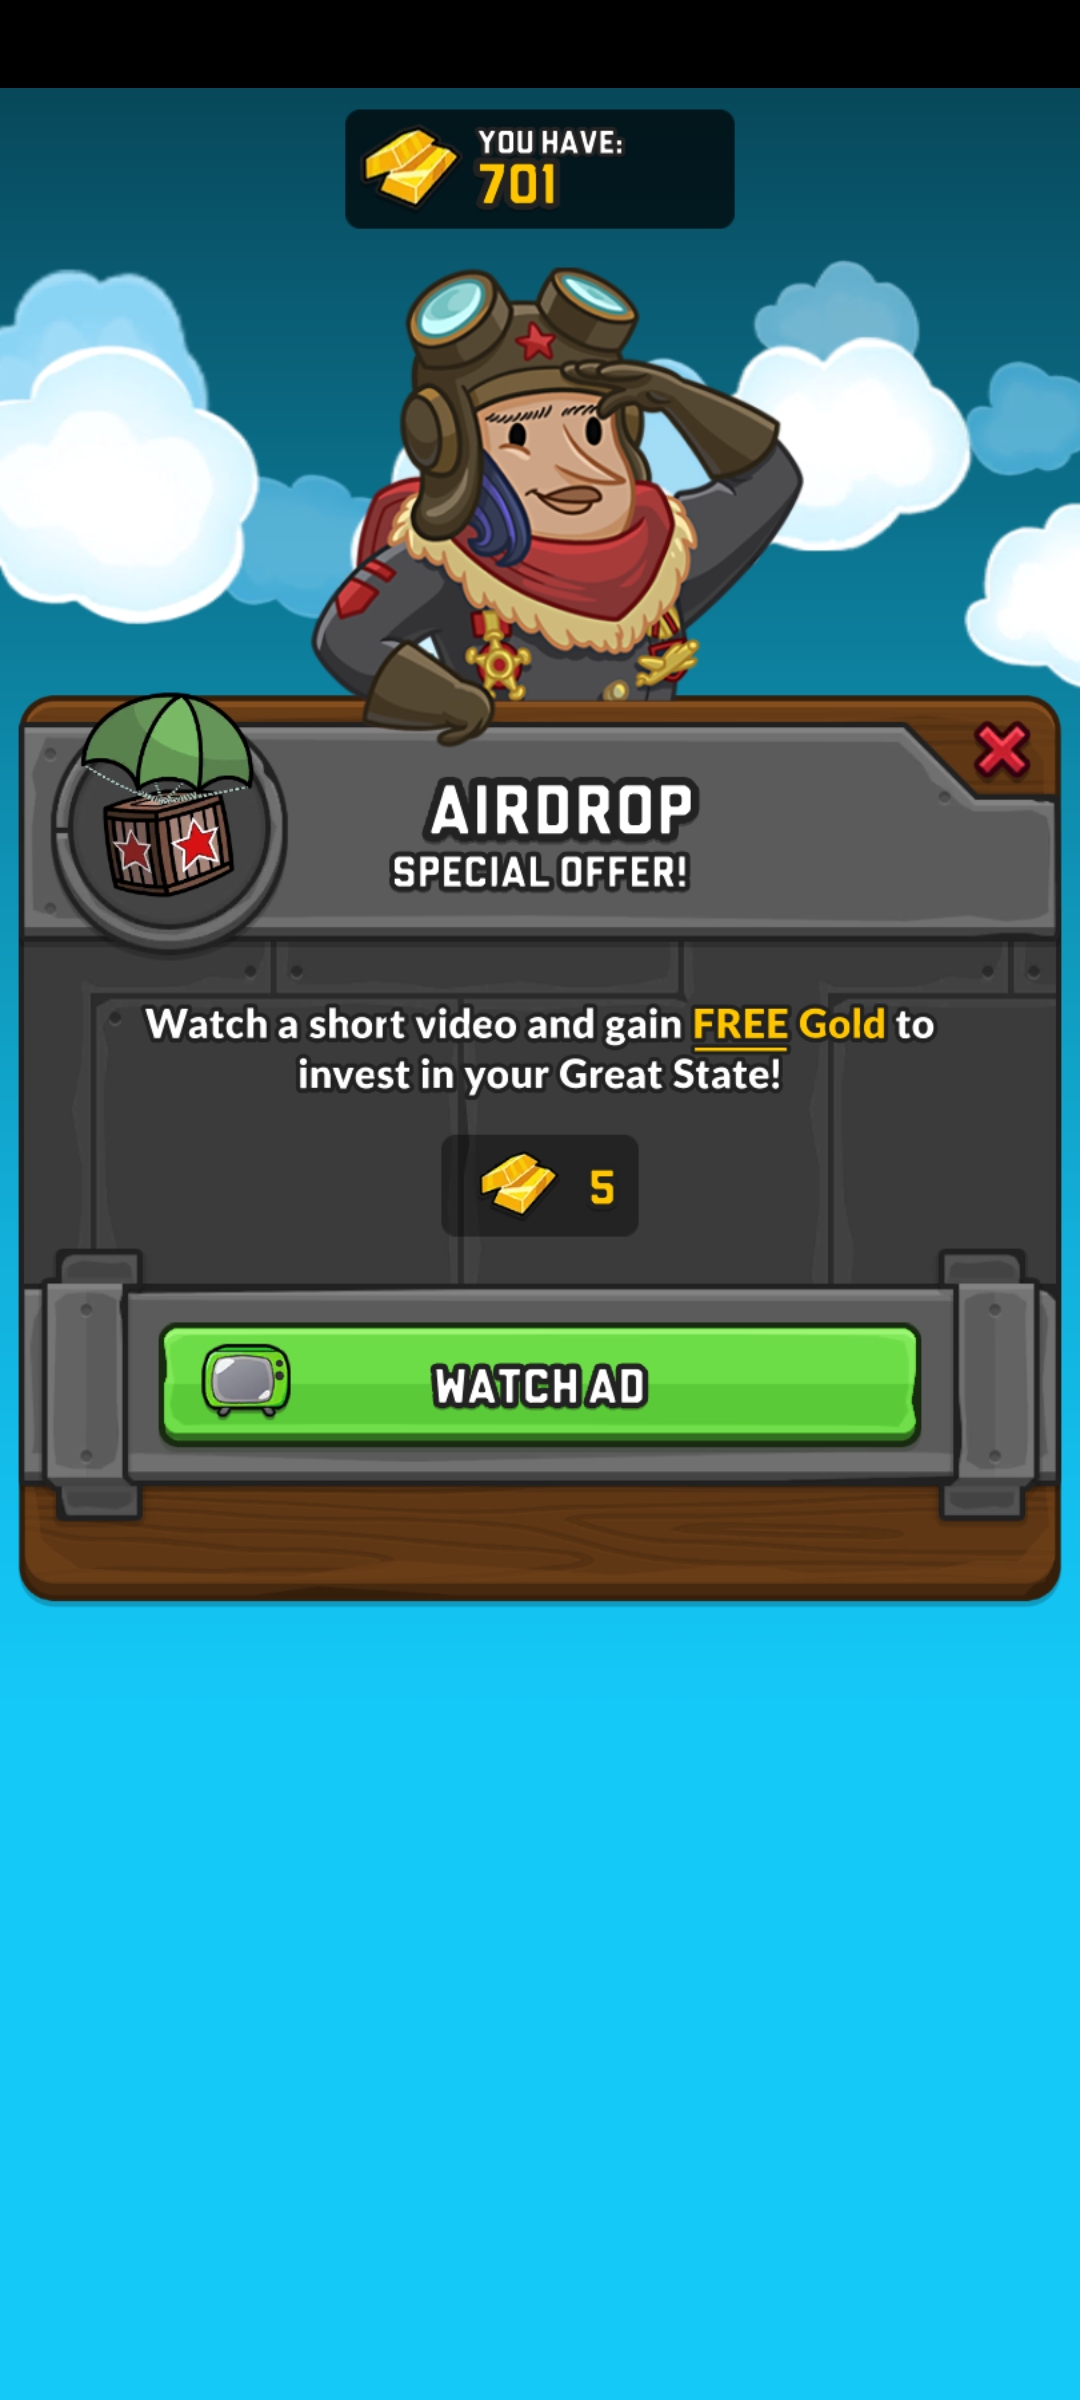 YOU HAVE:
701
AIRDROP
SPECIAL OFFER!
Watch a short video and gain FREE Gold to
invest in your Great State!
5
WATCH AD